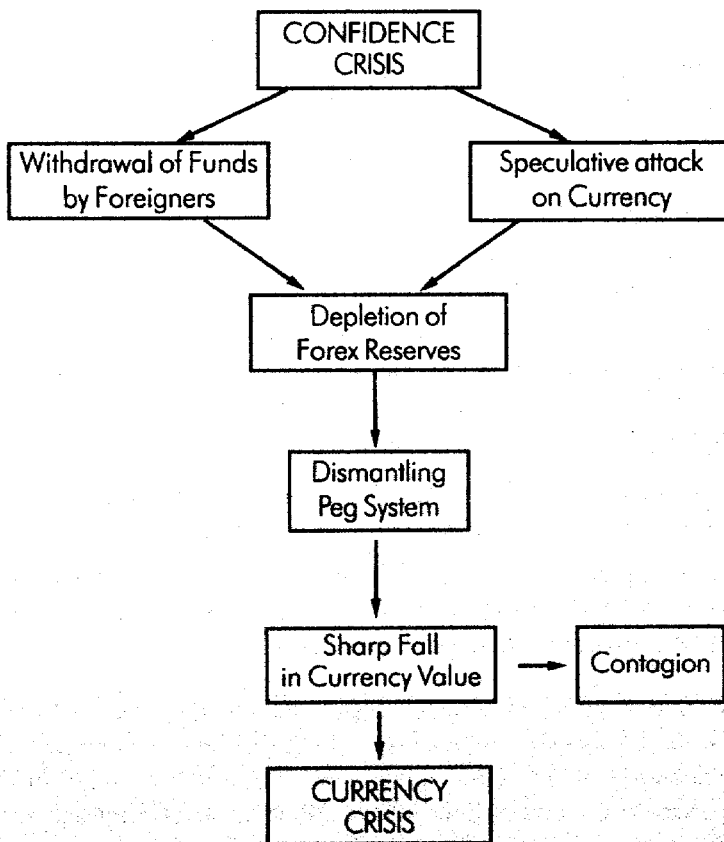 CONFIDENCE
CRISIS
Withdrawal of Funds
by Foreigners
Speculative attack
on Currency
Depletion of
Forex Reserves
Dismantling
Peg System
Sharp Fall
in Currency Value
Contagion
CURRENCY
CRISIS